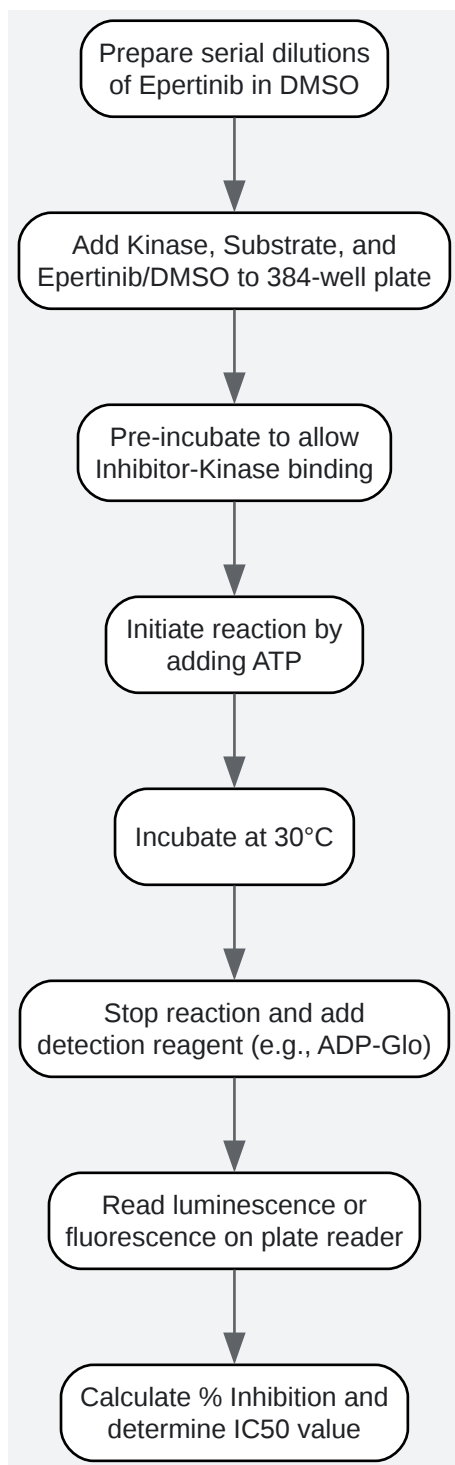 Prepare serial dilutions
of Epertinib in DMSO
Add Kinase, Substrate, and
Epertinib/DMSO to 384-well plate
Pre-incubate to allow
Inhibitor-Kinase binding
Initiate reaction by
adding ATP
Incubate at 30°C
Stop reaction and add
detection reagent (e.g., ADP-Glo)
Read luminescence or
fluorescence on plate reader
Calculate % Inhibition and
determine IC50 value